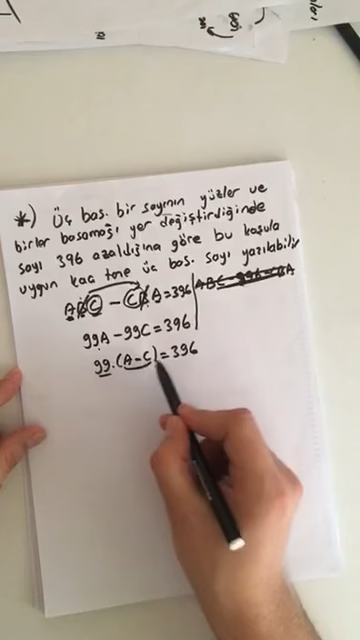 *) Üç bas. bir sayının yüzler ve
birler basamağı yer değiştirdiğinde
sayı 396 azaldığına göre bu koşula
uygun kaç tane üç bas. sayı yazılabilir
ABC - CBA = 396
99A - 99C = 396
99.(A-C) = 396